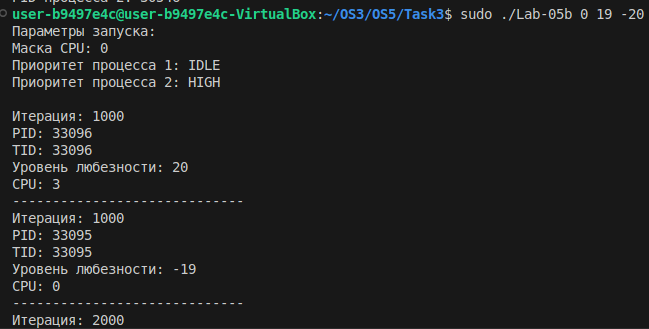 user-b9497e4c@user-b9497e4c-VirtualBox:~/OS3/OS5/Task3$ sudo ./Lab-05b 0 19 -20
Параметры запуска:
Маска CPU: 0
Приоритет процесса 1: IDLE
Приоритет процесса 2: HIGH
Итерация: 1000
PID: 33096
TID: 33096
Уровень любезности: 20
CPU: 3
-----------------------------
Итерация: 1000
PID: 33095
TID: 33095
Уровень любезности: -19
CPU: 0
-----------------------------
Итерация: 2000